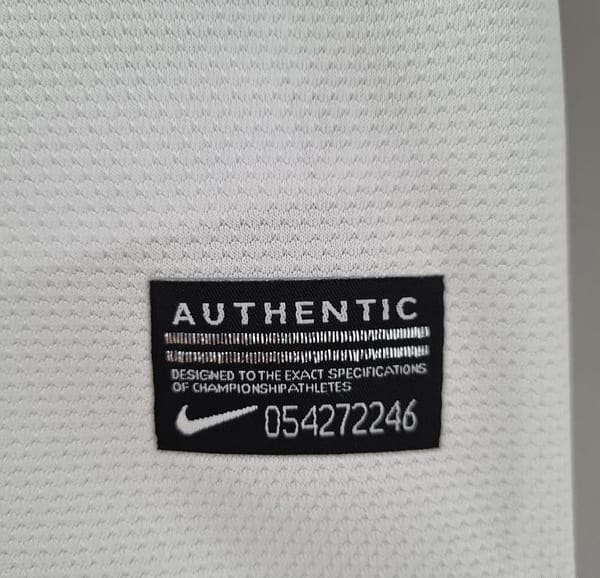 AUTHENTIC
DESIGNED TO THE EXACT SPECIFICATIONS
OF CHAMPIONSHIP ATHLETES
054272246